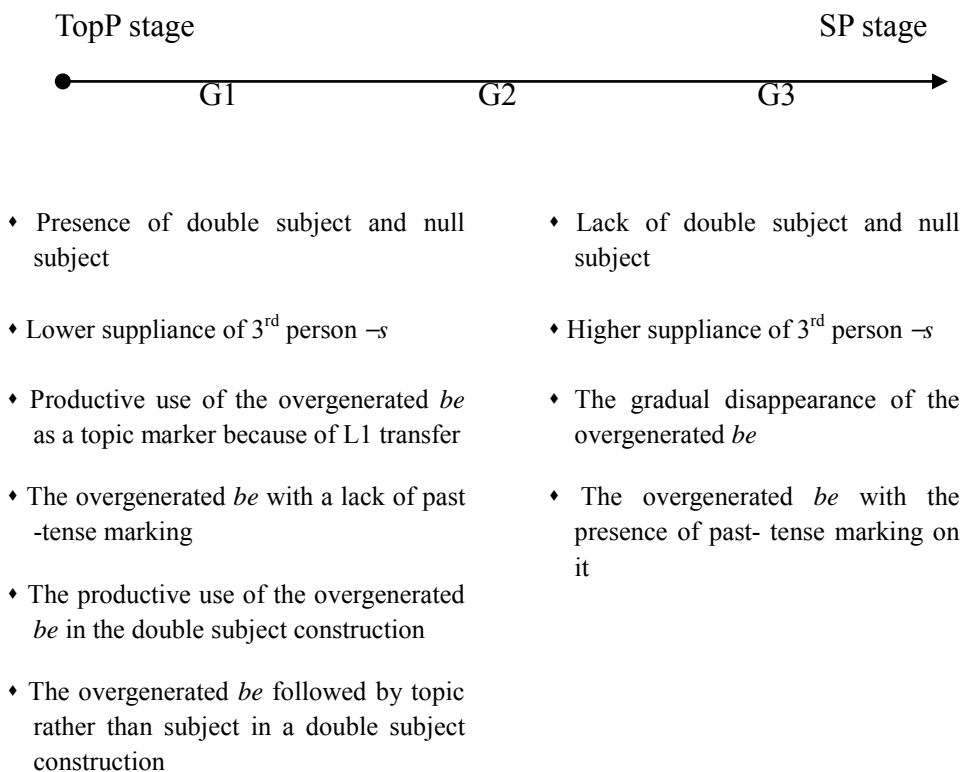 TopP stage
SP stage
G1
G2
G3
♦ Presence of double subject and null
subject
♦ Lower suppliance of 3rd person –s
♦ Productive use of the overgenerated be
as a topic marker because of L1 transfer
♦ The overgenerated be with a lack of past
-tense marking
♦ The productive use of the overgenerated
be in the double subject construction
♦ The overgenerated be followed by topic
rather than subject in a double subject
construction
♦ Lack of double subject and null
subject
♦ Higher suppliance of 3rd person –s
♦ The gradual disappearance of the
overgenerated be
♦ The overgenerated be with the
presence of past- tense marking on
it